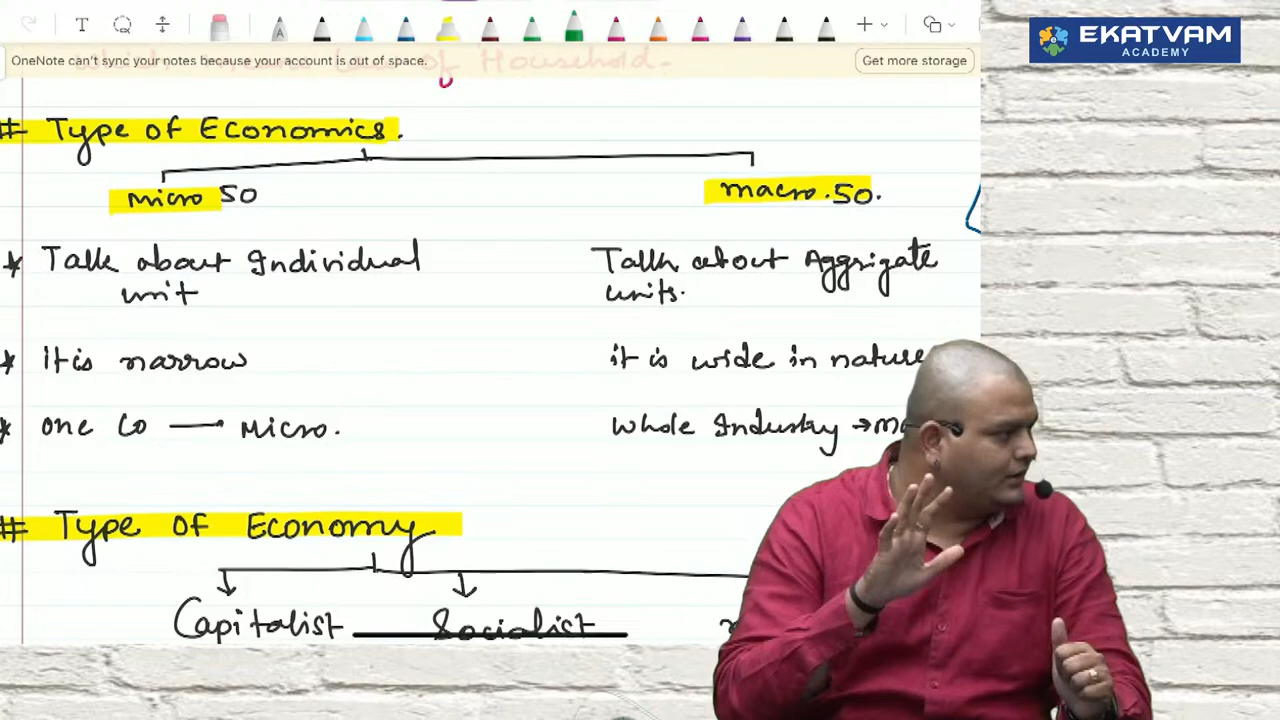 EKATVAM
ACADEMY
OneNote can't sync your notes because your account is out of space.
Get more storage
of Household.
# Type of Economics.
micro 50
macro. 50.
* Talk about Individual
unit
Talk about Aggrigate
units.
* it is narrow
it is wide in nature
* one Co → Micro.
whole Industry →
# Type of Economy
Capitalist
Socialist